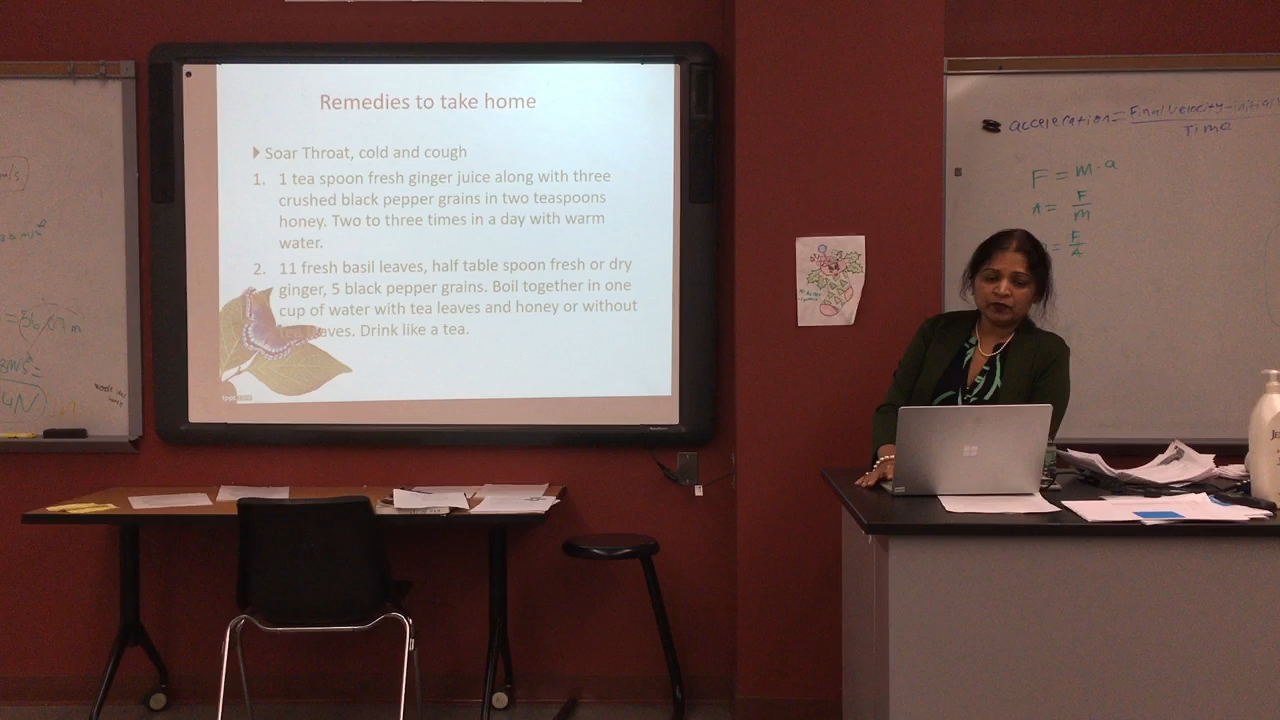 Remedies to take home
Soar Throat, cold and cough
1. 1 tea spoon fresh ginger juice along with three
crushed black pepper grains in two teaspoons
honey. Two to three times in a day with warm
water.
2. 11 fresh basil leaves, half table spoon fresh or dry
ginger, 5 black pepper grains. Boil together in one
cup of water with tea leaves and honey or without
leaves. Drink like a tea.
acceleration = Final velocity - initial
Time
F = m · a
A = F
m
= F
A